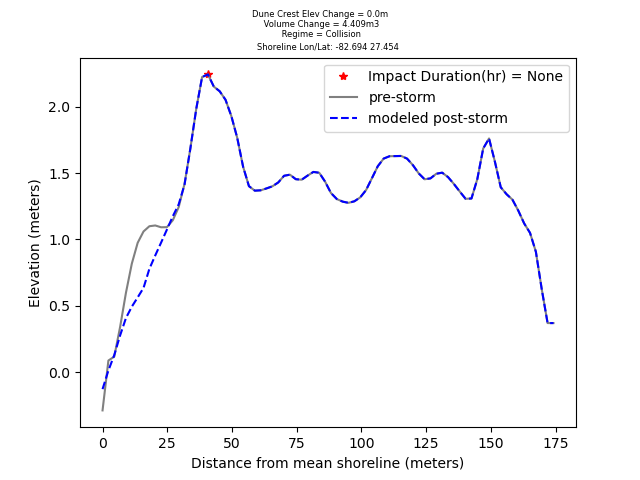 Dune Crest Elev Change = 0.0m
Volume Change = 4.409m3
Regime = Collision
Shoreline Lon/Lat: -82.694 27.454
Impact Duration(hr) = None
pre-storm
modeled post-storm
2.0
1.5
1.0
0.5
0.0
Elevation (meters)
0 25 50 75 100 125 150 175
Distance from mean shoreline (meters)